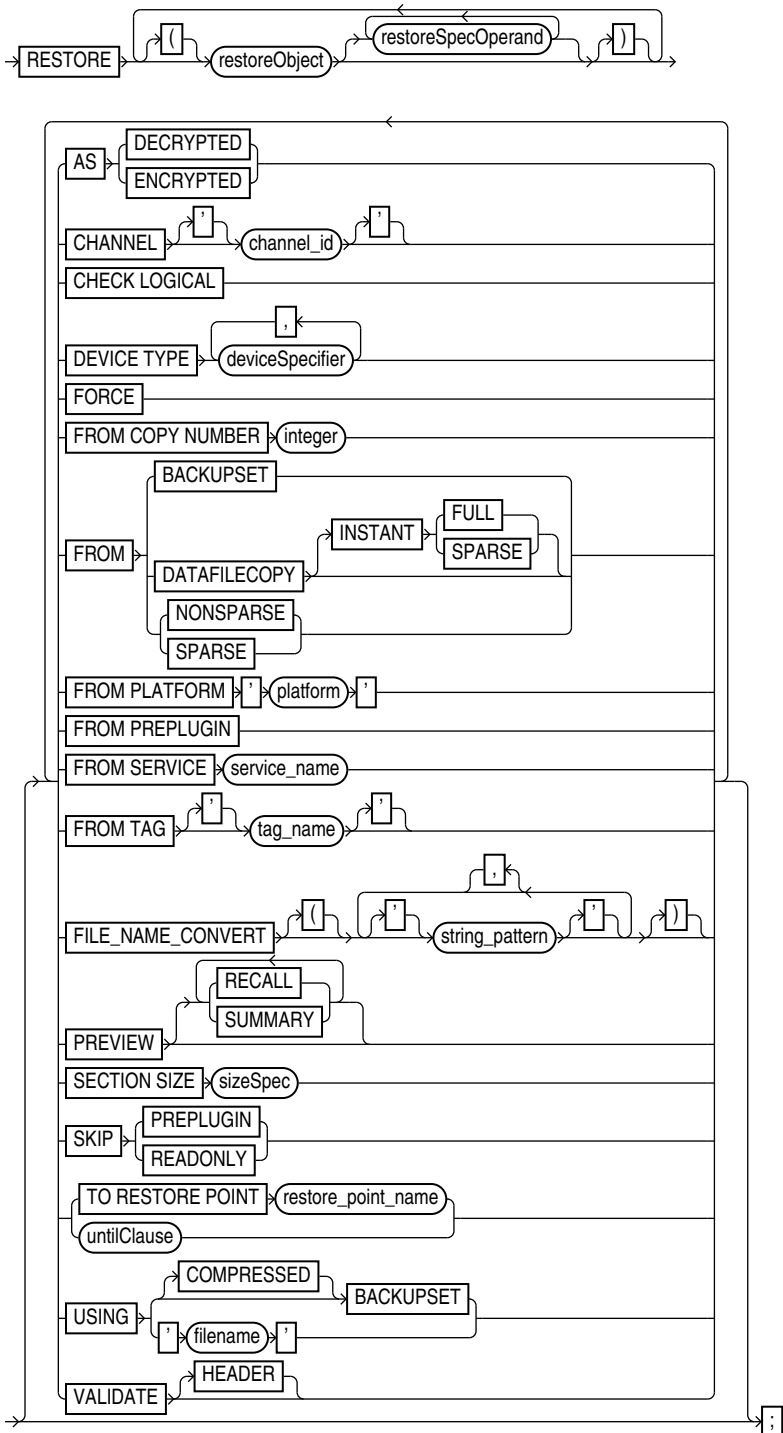 ( )
RESTORE restoreObject restoreSpecOperand
AS DECRYPTED
ENCRYPTED
CHANNEL ' channel_id '
CHECK LOGICAL
,
DEVICE TYPE deviceSpecifier
FORCE
FROM COPY NUMBER integer
BACKUPSET
FULL
INSTANT
SPARSE
FROM
DATAFILECOPY
NONSPARSE
SPARSE
FROM PLATFORM ' platform '
FROM PREPLUGIN
FROM SERVICE service_name
FROM TAG ' tag_name '
,
FILE_NAME_CONVERT ( ' string_pattern ' )
RECALL
SUMMARY
PREVIEW
SECTION SIZE sizeSpec
PREPLUGIN
SKIP
READONLY
TO RESTORE POINT restore_point_name
untilClause
COMPRESSED
BACKUPSET
USING
' filename '
HEADER
VALIDATE
;